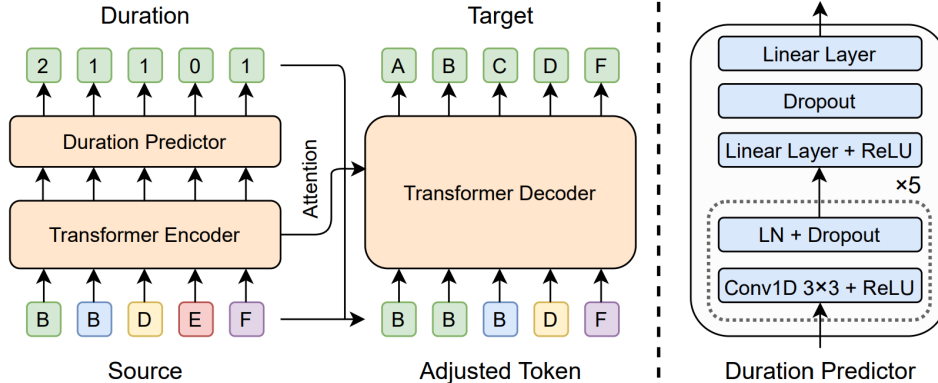 Duration
2 1 1 0 1
Duration Predictor
Transformer Encoder
B B D E F
Source
Attention
Target
A B C D F
Transformer Decoder
B B B D F
Adjusted Token
Linear Layer
Dropout
Linear Layer + ReLU
×5
LN + Dropout
Conv1D 3×3 + ReLU
Duration Predictor